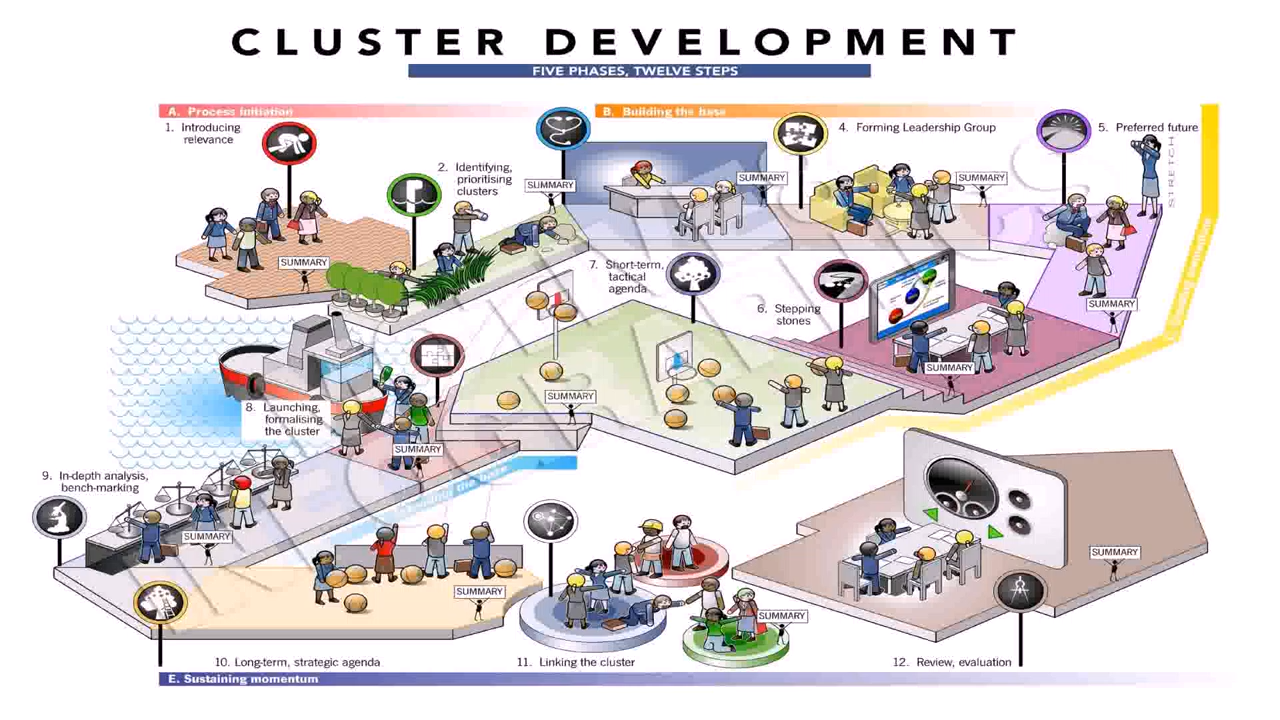 CLUSTER DEVELOPMENT
FIVE PHASES, TWELVE STEPS
A. Process initiation
B. Building the base
1. Introducing
relevance
2. Identifying,
prioritising
clusters
SUMMARY
SUMMARY
4. Forming Leadership Group
SUMMARY
5. Preferred future
STRETCH
SUMMARY
SUMMARY
7. Short-term,
tactical
agenda
6. Stepping
stones
SUMMARY
SUMMARY
8. Launching,
formalising
the cluster
SUMMARY
the base
9. In-depth analysis,
bench-marking
SUMMARY
SUMMARY
SUMMARY
SUMMARY
10. Long-term, strategic agenda
11. Linking the cluster
12. Review, evaluation
E. Sustaining momentum